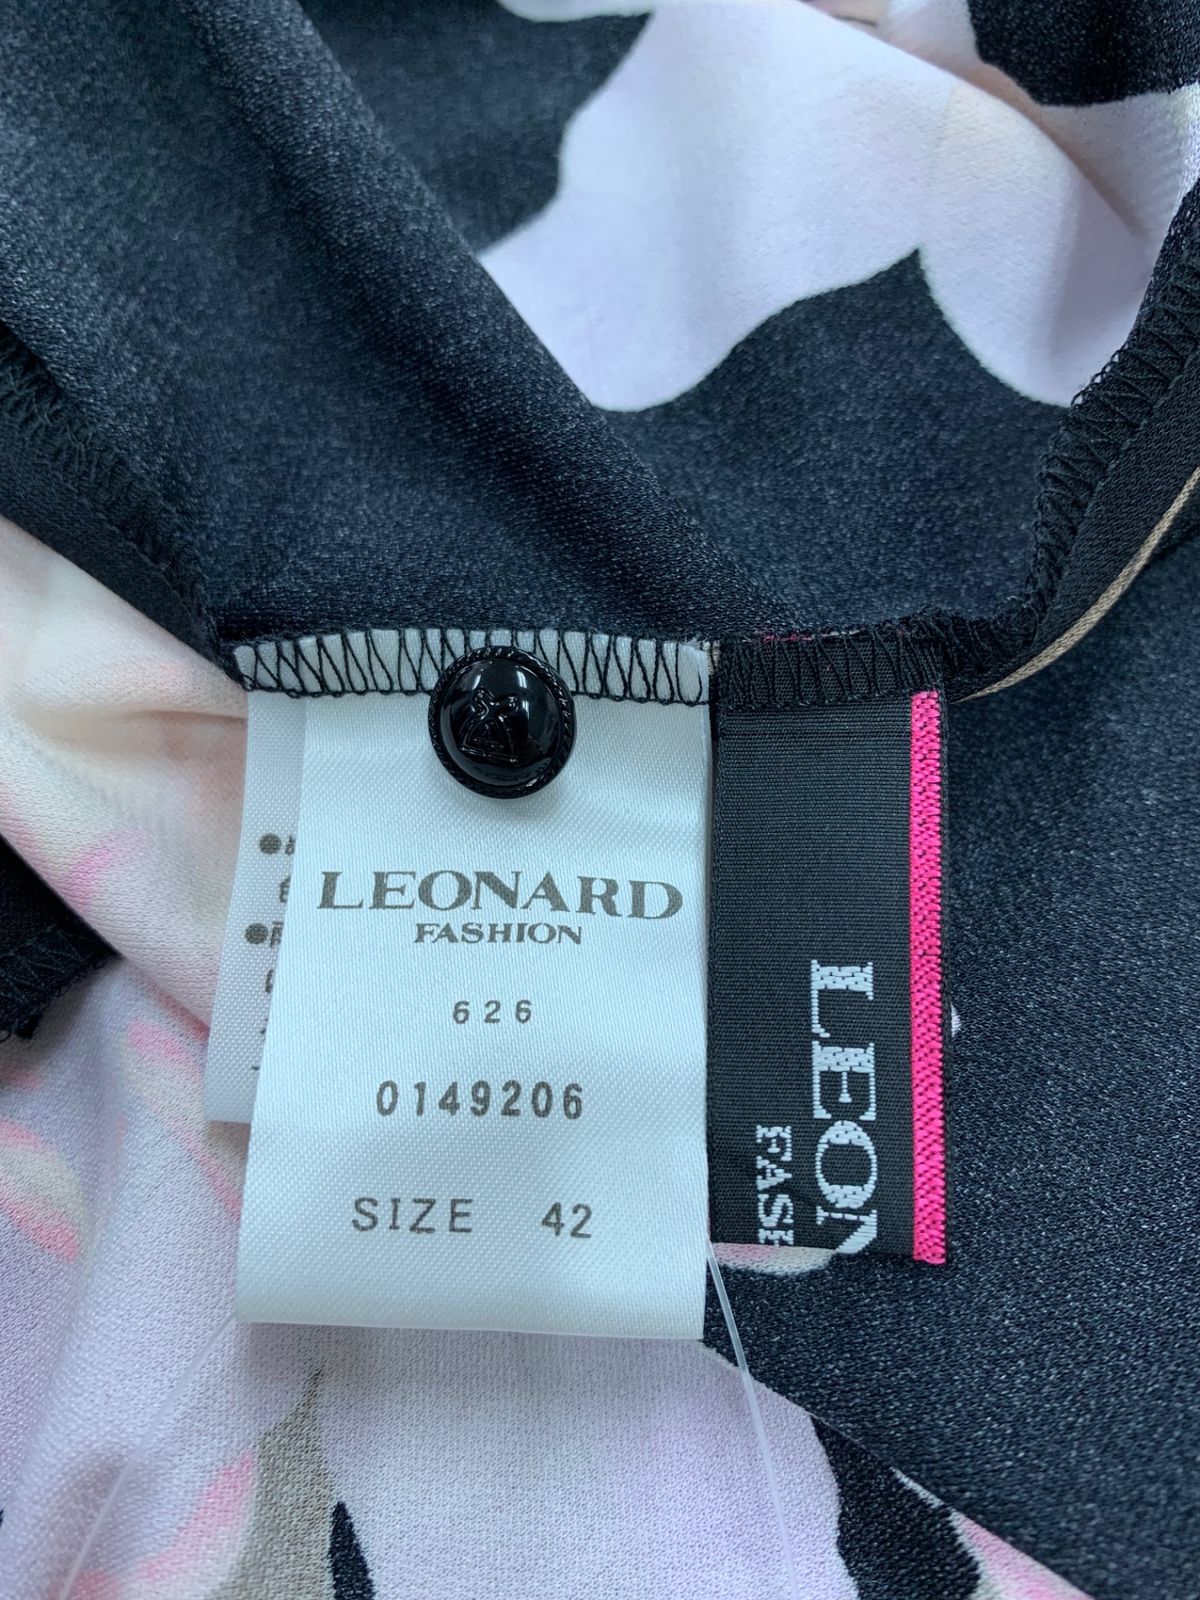 LEONARD
FASHION
626
0149206
SIZE 42
LEON
FASH